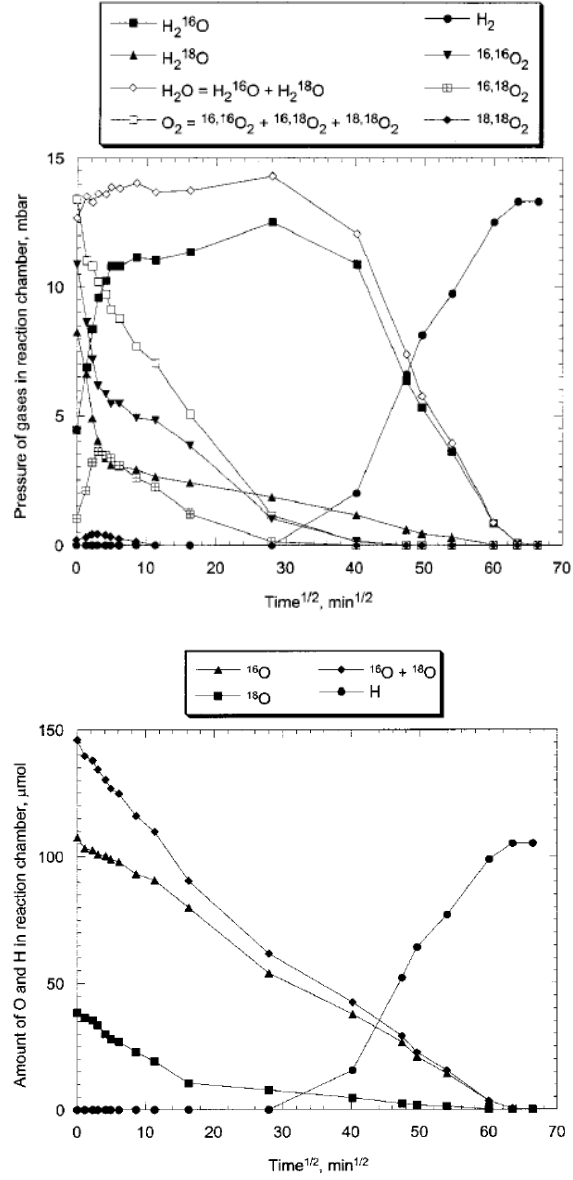 H₂¹⁶O H₂
H₂¹⁸O ¹⁶,¹⁶O₂
H₂O = H₂¹⁶O + H₂¹⁸O ¹⁶,¹⁸O₂
O₂ = ¹⁶,¹⁶O₂ + ¹⁶,¹⁸O₂ + ¹⁸,¹⁸O₂ ¹⁸,¹⁸O₂
Pressure of gases in reaction chamber, mbar
15
10
5
0
0 10 20 30 40 50 60 70
Time¹/², min¹/²
¹⁶O ¹⁶O + ¹⁸O
¹⁸O H
Amount of O and H in reaction chamber, μmol
150
100
50
0
0 10 20 30 40 50 60 70
Time¹/², min¹/²